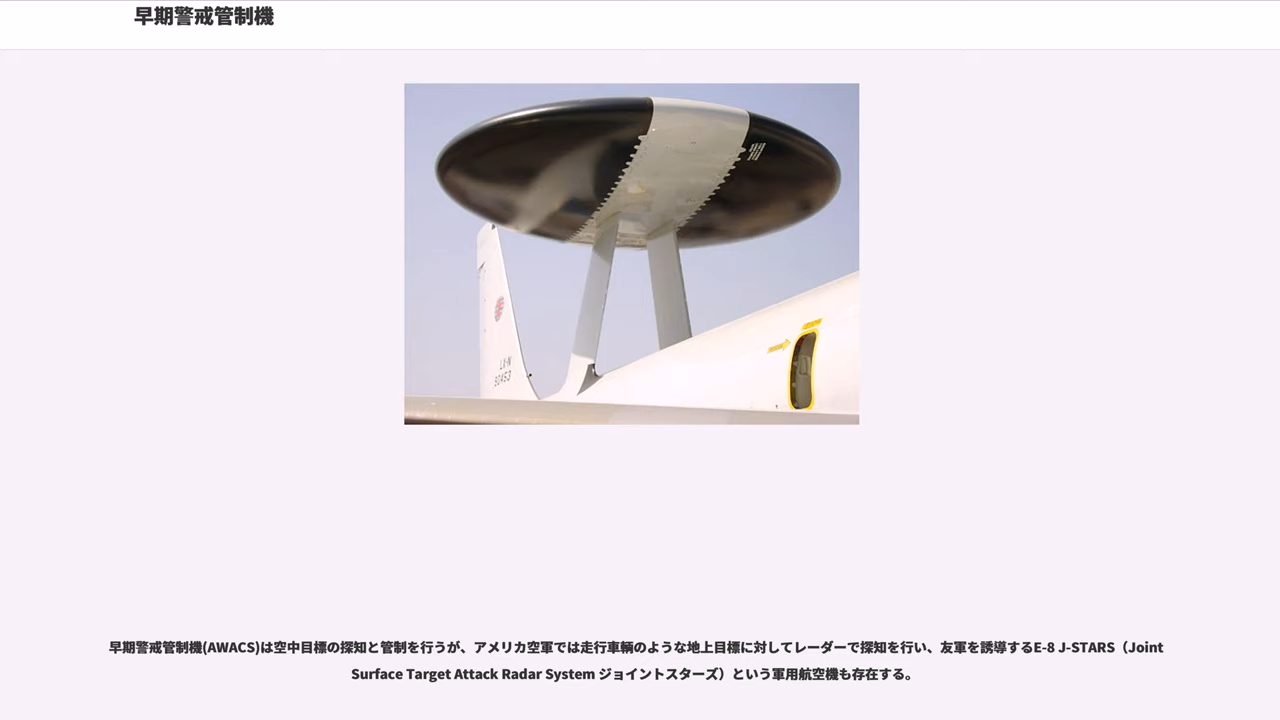 早期警戒管制機
LX-N
90453
早期警戒管制機(AWACS)は空中目標の探知と管制を行うが、アメリカ空軍では走行車輌のような地上目標に対してレーダーで探知を行い、友軍を誘導するE-8 J-STARS（Joint
Surface Target Attack Radar System ジョイントスターズ）という軍用航空機も存在する。